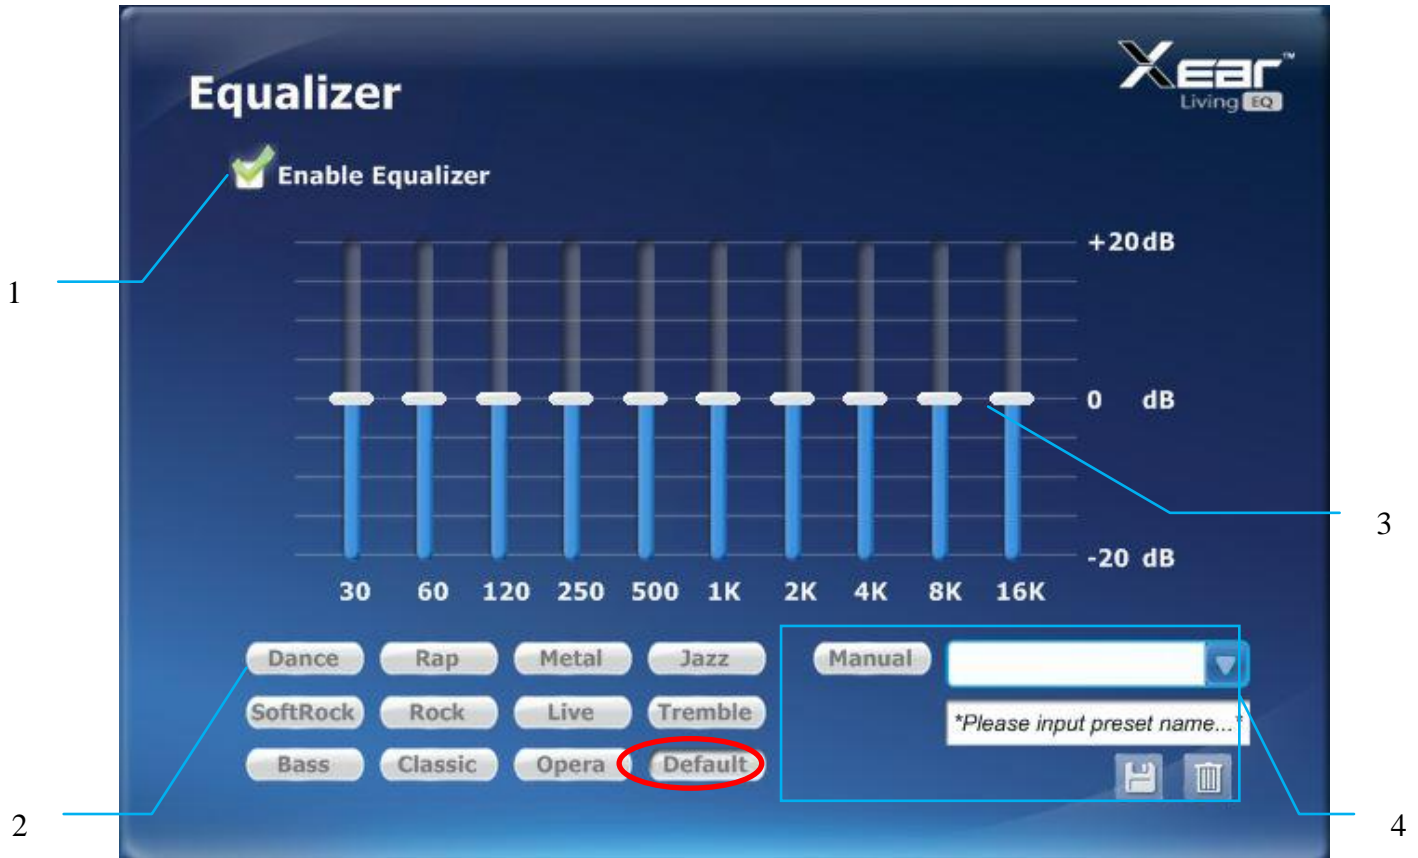 Xear™
Living EQ
Equalizer
Enable Equalizer
+20dB
1
0 dB
3
-20 dB
30 60 120 250 500 1K 2K 4K 8K 16K
Dance Rap Metal Jazz Manual
SoftRock Rock Live Tremble
*Please input preset name...*
Bass Classic Opera Default
2
4